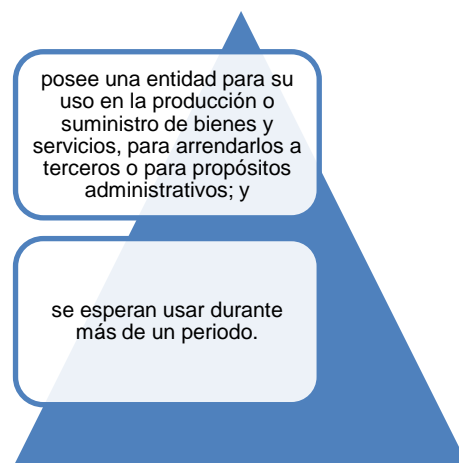 posee una entidad para su
uso en la producción o
suministro de bienes y
servicios, para arrendarlos a
terceros o para propósitos
administrativos; y
se esperan usar durante
más de un periodo.